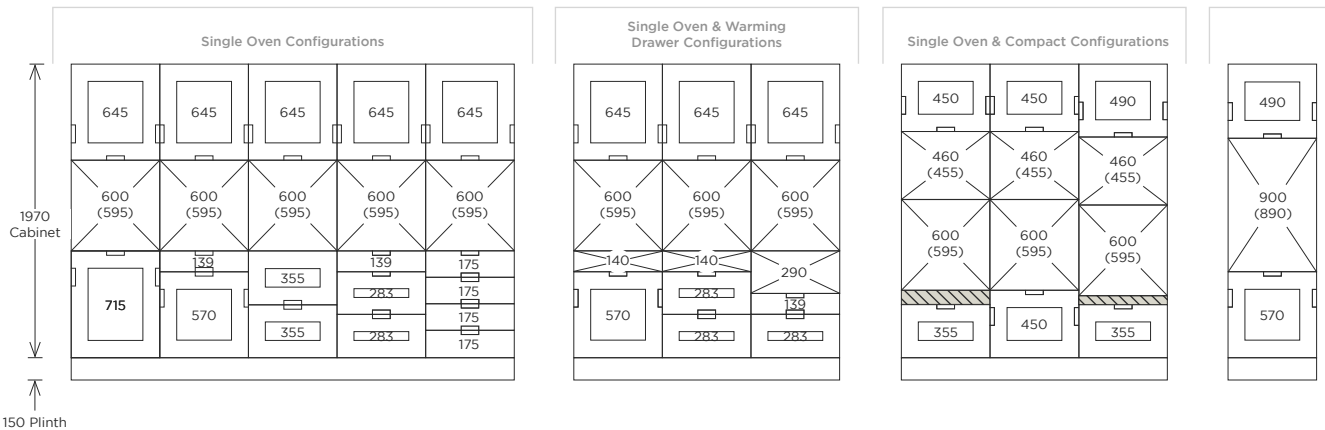 Single Oven Configurations
Single Oven & Warming
Drawer Configurations
Single Oven & Compact Configurations
645 645 645 645 645
645 645 645
450 450 490
490
600 600 600 600 600
(595) (595) (595) (595) (595)
600 600 600
(595) (595) (595)
460 460 460
(455) (455) (455)
900
(890)
1970
Cabinet
139 139 175
140 140 290
600 600 600
(595) (595) (595)
355 283 175
283 139
715 570 175
570
355 283 175
283 283
355 450 355
570
150 Plinth